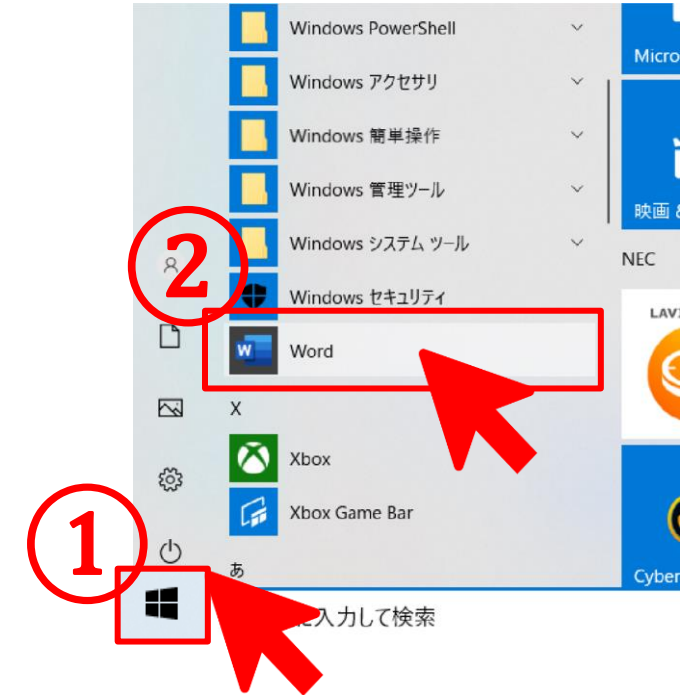 Windows PowerShell
Windows アクセサリ
Windows 簡単操作
Windows 管理ツール
Windows システム ツール
Windows セキュリティ
②
Word
X
Xbox
Xbox Game Bar
あ
①
に入力して検索
Micro
映画 &
NEC
LAVI
Cyber